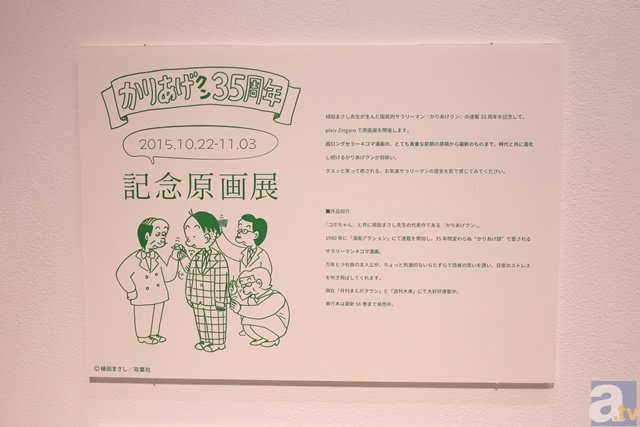 かりあげクン35周年
2015.10.22-11.03
記念原画展
植田まさし先生が生んだ国民的サラリーマン『かりあげクン』の連載35周年を記念して、
pixiv Zingaroで原画展を開催します。
超ロングセラー4コマ漫画の、とても貴重な初期の原稿から最新のものまで、時代と共に進化
し続けるかりあげクンが勢揃い。
クスッと笑って癒される、お気楽サラリーマンの歴史を肌で感じてみてください。
■作品紹介
『コボちゃん』と共に植田まさし先生の代表作である『かりあげクン』。
1980年に『漫画アクション』にて連載を開始し、35年間変わらぬ“かりあげ頭”で愛される
サラリーマン4コマ漫画。
万年ヒラ社員の主人公が、ちょっと刺激的ないたずらで読者の笑いを誘い、日常のストレス
を吹き飛ばしてくれます。
現在『月刊まんがタウン』と『週刊大衆』にて大好評連載中。
単行本は最新56巻まで発売中。
©植田まさし／双葉社
a.tv